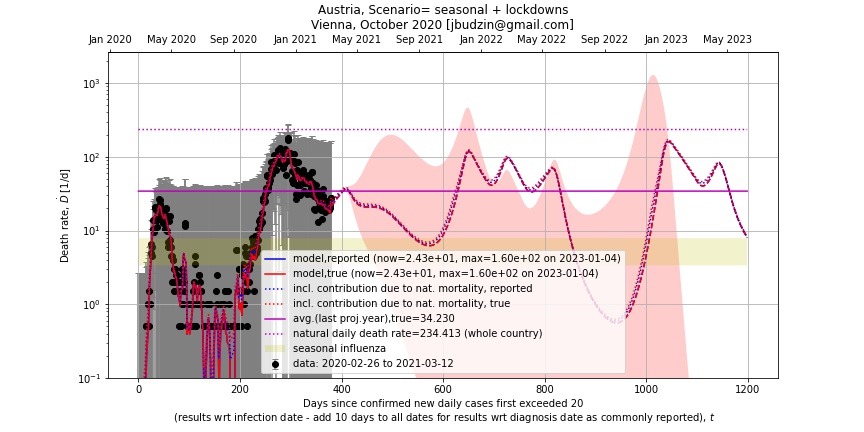 Austria, Scenario= seasonal + lockdowns
Vienna, October 2020 [jbudzin@gmail.com]
Jan 2020 May 2020 Sep 2020 Jan 2021 May 2021 Sep 2021 Jan 2022 May 2022 Sep 2022 Jan 2023 May 2023
10³
10²
10¹
10⁰
10⁻¹
Death rate, D [1/d]
model,reported (now=2.43e+01, max=1.60e+02 on 2023-01-04)
model,true (now=2.43e+01, max=1.60e+02 on 2023-01-04)
incl. contribution due to nat. mortality, reported
incl. contribution due to nat. mortality, true
avg.(last proj.year),true=34.230
natural daily death rate=234.413 (whole country)
seasonal influenza
data: 2020-02-26 to 2021-03-12
0 200 400 600 800 1000 1200
Days since confirmed new daily cases first exceeded 20
(results wrt infection date - add 10 days to all dates for results wrt diagnosis date as commonly reported), t